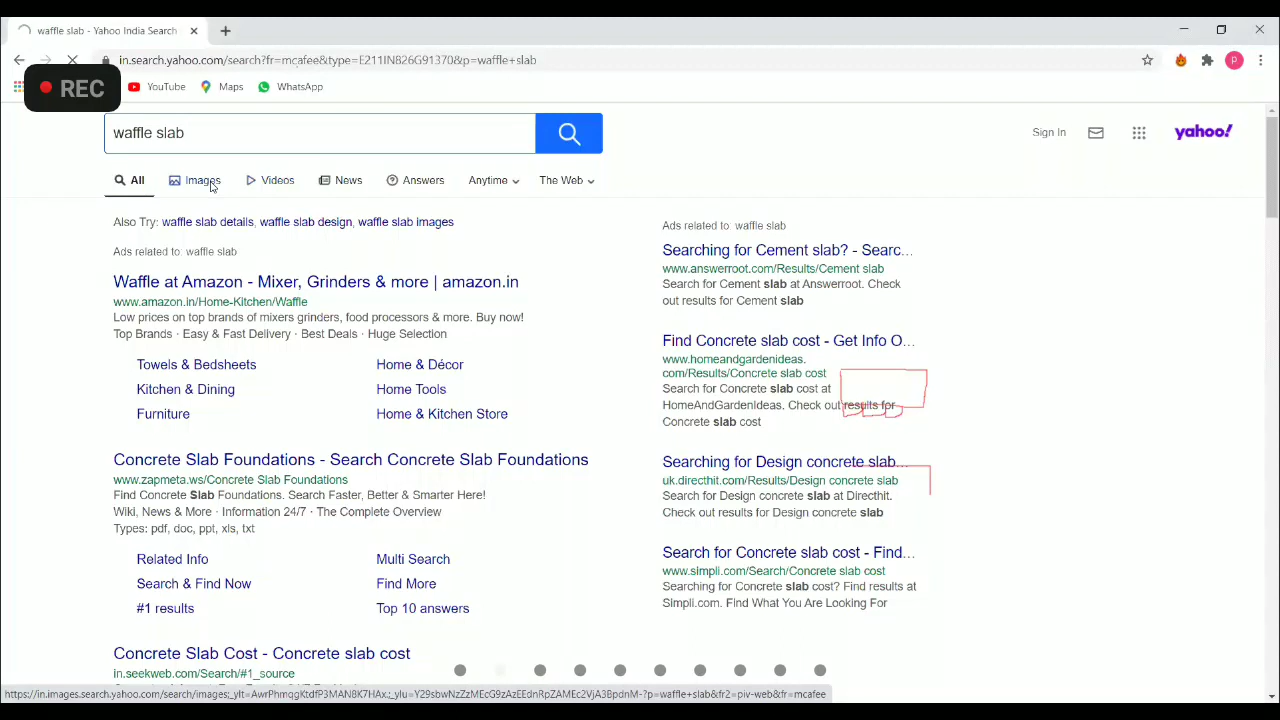 waffle slab - Yahoo India Search
in.search.yahoo.com/search?fr=mcafee&type=E211IN826G91370&p=waffle+slab
P
REC
YouTube
Maps
WhatsApp
waffle slab
Sign In
yahoo!
All
Images
Videos
News
Answers
Anytime
The Web
Also Try: waffle slab details, waffle slab design, waffle slab images
Ads related to: waffle slab
Waffle at Amazon - Mixer, Grinders & more | amazon.in
www.amazon.in/Home-Kitchen/Waffle
Low prices on top brands of mixers grinders, food processors & more. Buy now!
Top Brands · Easy & Fast Delivery · Best Deals · Huge Selection
Towels & Bedsheets
Home & Décor
Kitchen & Dining
Home Tools
Furniture
Home & Kitchen Store
Concrete Slab Foundations - Search Concrete Slab Foundations
www.zapmeta.ws/Concrete Slab Foundations
Find Concrete Slab Foundations. Search Faster, Better & Smarter Here!
Wiki, News & More · Information 24/7 · The Complete Overview
Types: pdf, doc, ppt, xls, txt
Related Info
Multi Search
Search & Find Now
Find More
#1 results
Top 10 answers
Concrete Slab Cost - Concrete slab cost
in.seekweb.com/Search/#1_source
Ads related to: waffle slab
Searching for Cement slab? - Searc...
www.answerroot.com/Results/Cement slab
Search for Cement slab at Answerroot. Check
out results for Cement slab
Find Concrete slab cost - Get Info O...
www.homeandgardenideas.
com/Results/Concrete slab cost
Search for Concrete slab cost at
HomeAndGardenIdeas. Check out results for
Concrete slab cost
Searching for Design concrete slab...
uk.directhit.com/Results/Design concrete slab
Search for Design concrete slab at Directhit.
Check out results for Design concrete slab
Search for Concrete slab cost - Find...
www.simpli.com/Search/Concrete slab cost
Searching for Concrete slab cost? Find results at
Simpli.com. Find What You Are Looking For